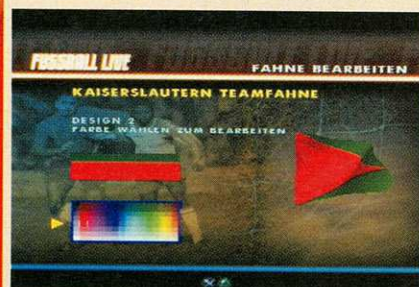 FUSSBALL LIVE
FAHNE BEARBEITEN
KAISERSLAUTERN TEAMFAHNE
DESIGN 2
FARBE WÄHLEN ZUM BEARBEITEN